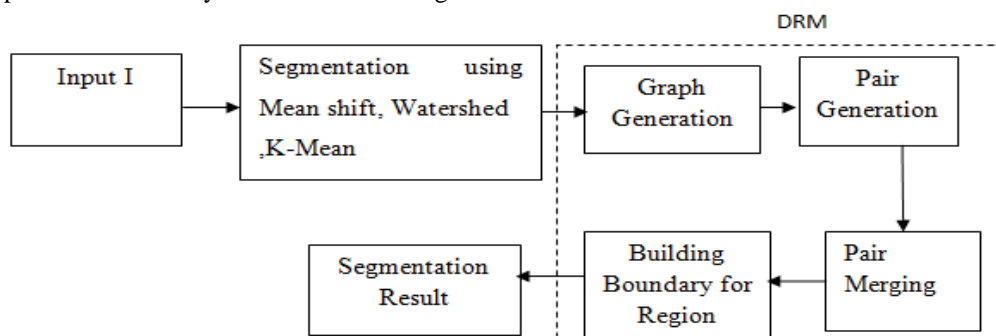 DRM
Input I
Segmentation using
Mean shift, Watershed
,K-Mean
Graph
Generation
Pair
Generation
Pair
Merging
Building
Boundary for
Region
Segmentation
Result